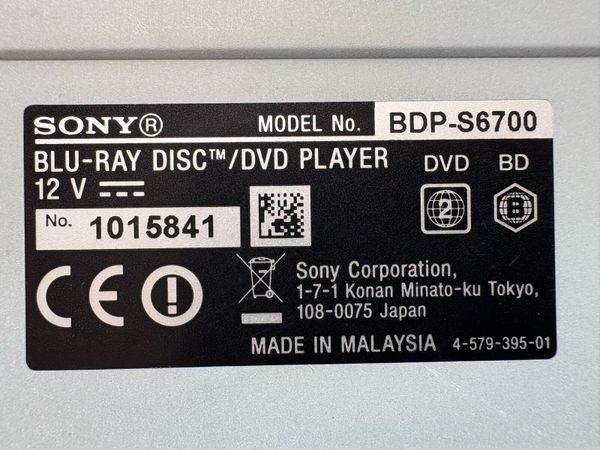 SONY® MODEL No. BDP-S6700
BLU-RAY DISC™/DVD PLAYER DVD BD
12 V ⎓
2 B
No. 1015841
CE
Sony Corporation,
1-7-1 Konan Minato-ku Tokyo,
108-0075 Japan
MADE IN MALAYSIA 4-579-395-01